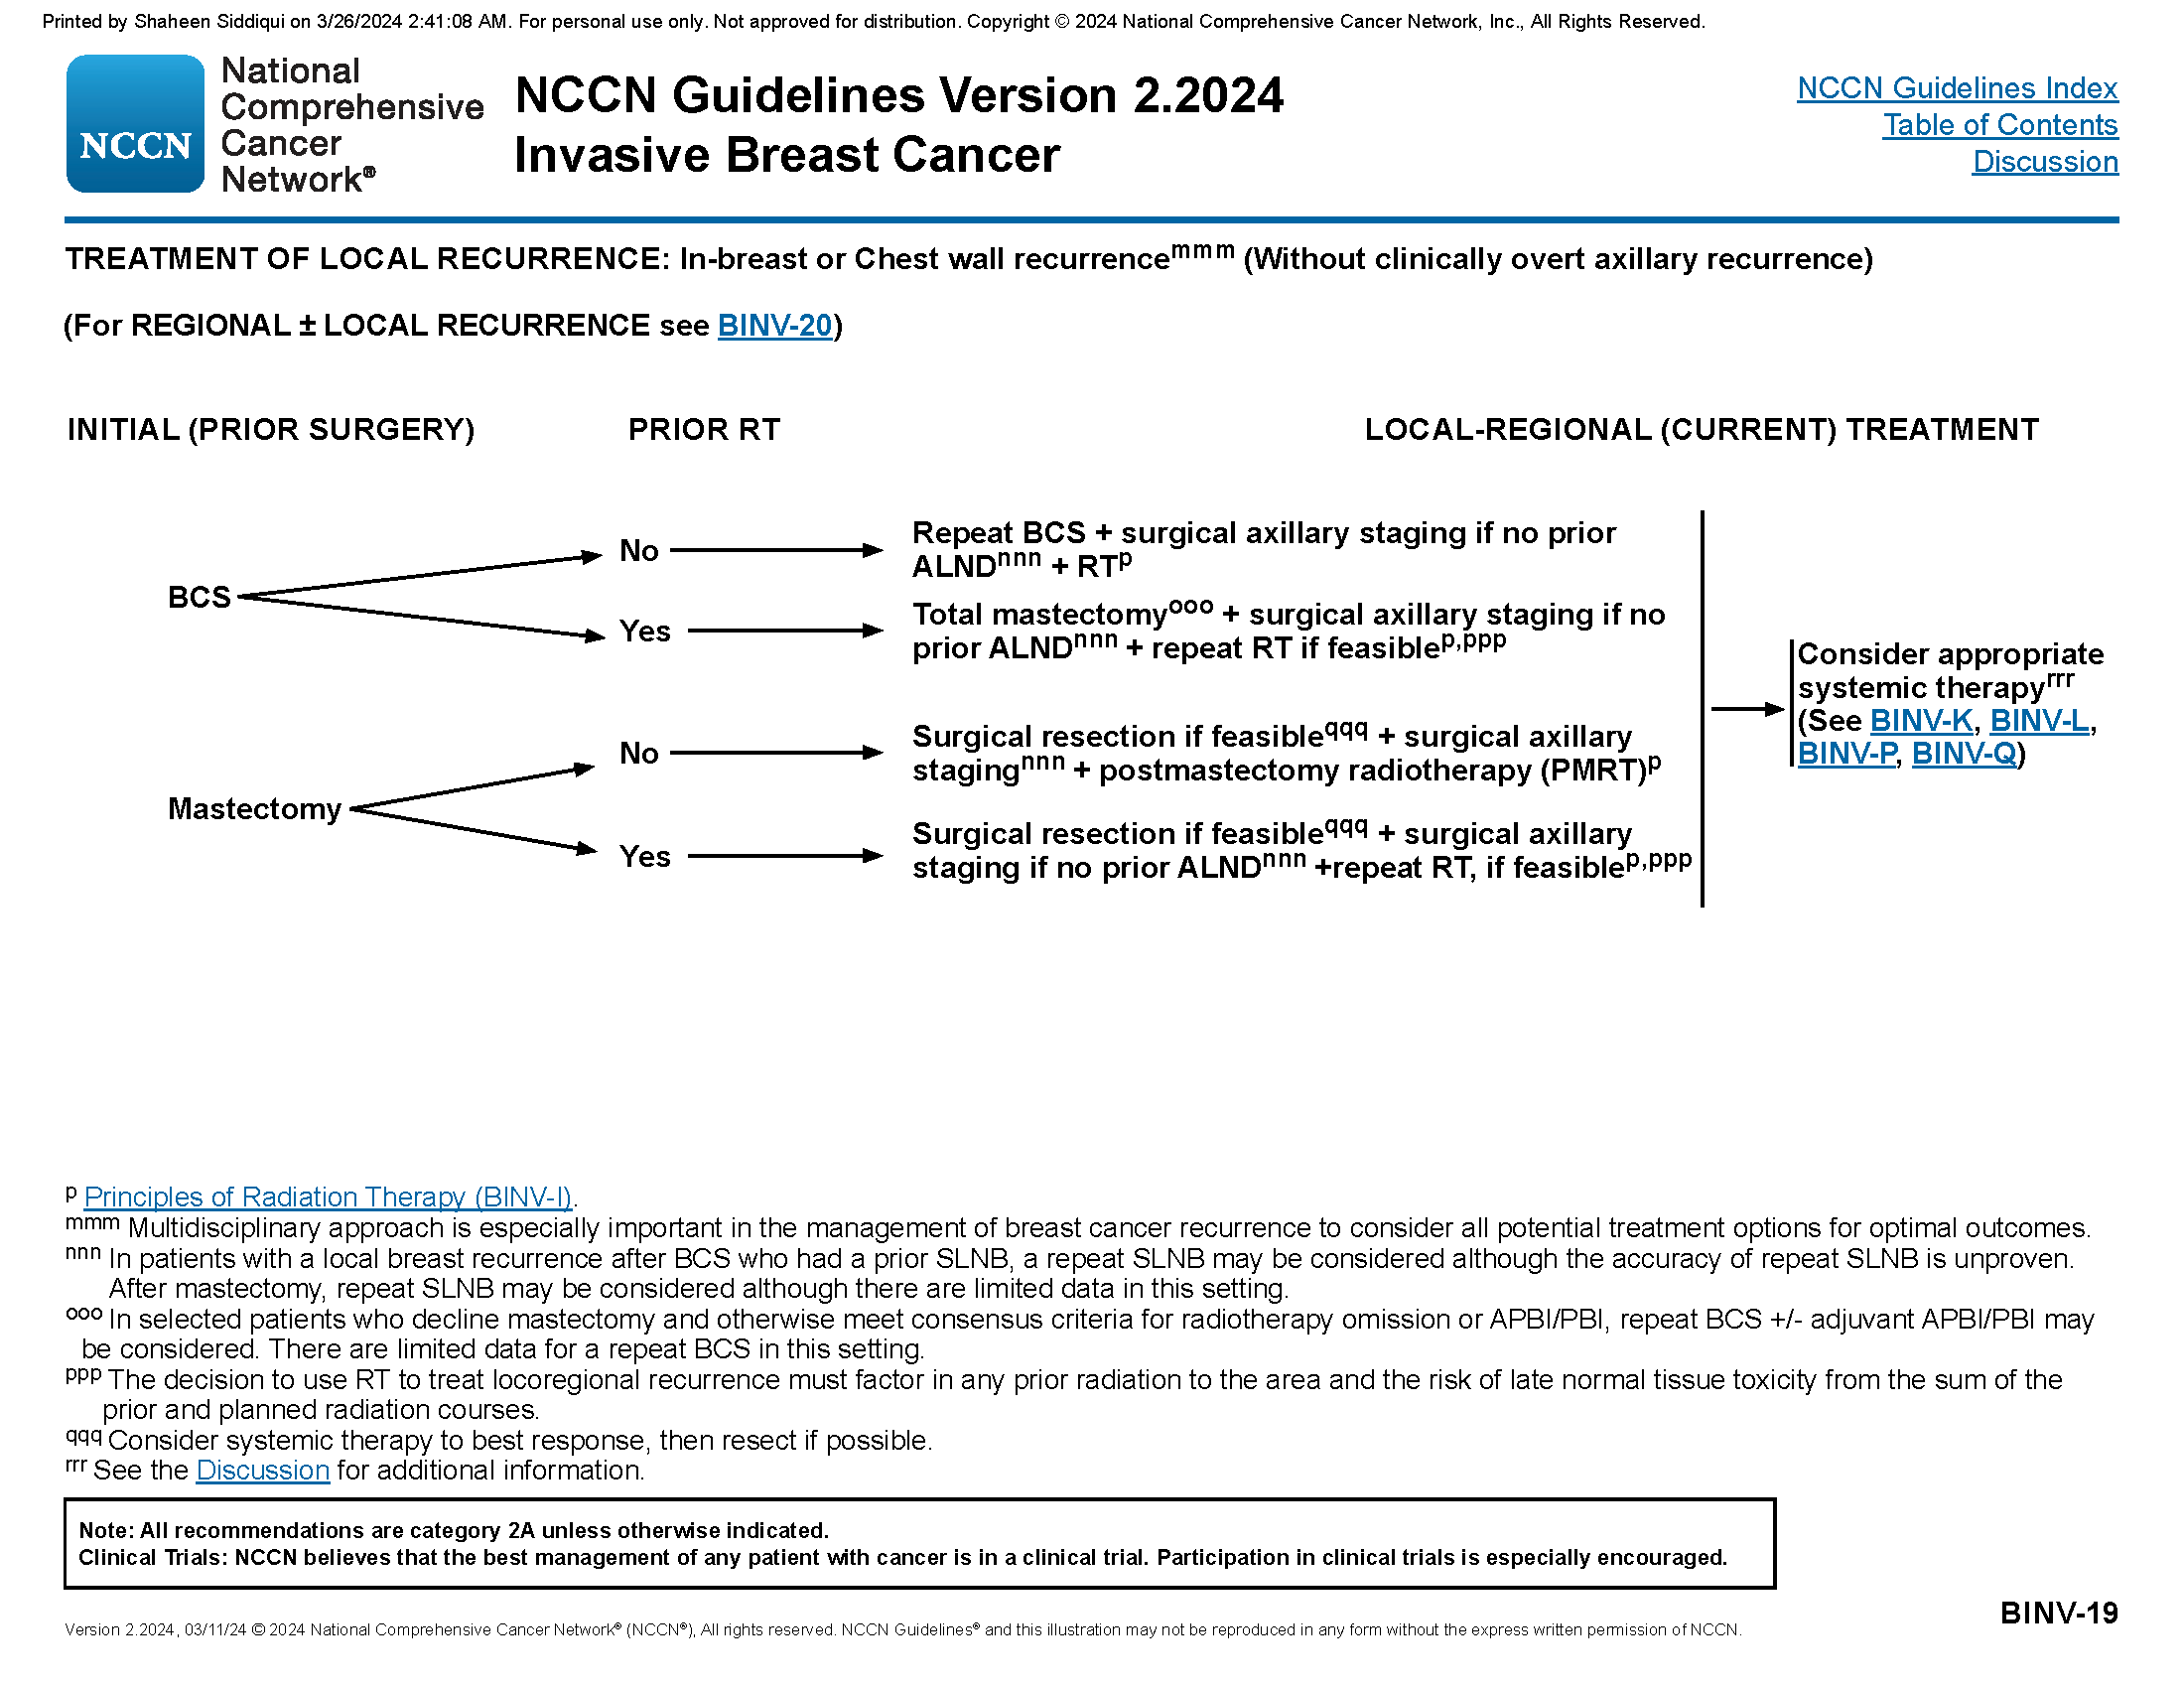 Printed by Shaheen Siddiqui on 3/26/2024 2:41:08 AM. For personal use only. Not approved for distribution. Copyright © 2024 National Comprehensive Cancer Network, Inc., All Rights Reserved.
NCCN
National
Comprehensive
Cancer
Network®
NCCN Guidelines Version 2.2024
Invasive Breast Cancer
NCCN Guidelines Index
Table of Contents
Discussion
TREATMENT OF LOCAL RECURRENCE: In-breast or Chest wall recurrenceᵐᵐᵐ (Without clinically overt axillary recurrence)
(For REGIONAL ± LOCAL RECURRENCE see BINV-20)
INITIAL (PRIOR SURGERY)
PRIOR RT
LOCAL-REGIONAL (CURRENT) TREATMENT
BCS
No
Repeat BCS + surgical axillary staging if no prior
ALNDⁿⁿⁿ + RTᵖ
Yes
Total mastectomyᵒᵒᵒ + surgical axillary staging if no
prior ALNDⁿⁿⁿ + repeat RT if feasibleᵖ,ᵖᵖᵖ
Mastectomy
No
Surgical resection if feasible^qqq + surgical axillary
stagingⁿⁿⁿ + postmastectomy radiotherapy (PMRT)ᵖ
Yes
Surgical resection if feasible^qqq + surgical axillary
staging if no prior ALNDⁿⁿⁿ +repeat RT, if feasibleᵖ,ᵖᵖᵖ
Consider appropriate
systemic therapyʳʳʳ
(See BINV-K, BINV-L,
BINV-P, BINV-Q)
ᵖ Principles of Radiation Therapy (BINV-I).
ᵐᵐᵐ Multidisciplinary approach is especially important in the management of breast cancer recurrence to consider all potential treatment options for optimal outcomes.
ⁿⁿⁿ In patients with a local breast recurrence after BCS who had a prior SLNB, a repeat SLNB may be considered although the accuracy of repeat SLNB is unproven.
After mastectomy, repeat SLNB may be considered although there are limited data in this setting.
ᵒᵒᵒ In selected patients who decline mastectomy and otherwise meet consensus criteria for radiotherapy omission or APBI/PBI, repeat BCS +/- adjuvant APBI/PBI may
be considered. There are limited data for a repeat BCS in this setting.
ᵖᵖᵖ The decision to use RT to treat locoregional recurrence must factor in any prior radiation to the area and the risk of late normal tissue toxicity from the sum of the
prior and planned radiation courses.
qqq Consider systemic therapy to best response, then resect if possible.
ʳʳʳ See the Discussion for additional information.
Note: All recommendations are category 2A unless otherwise indicated.
Clinical Trials: NCCN believes that the best management of any patient with cancer is in a clinical trial. Participation in clinical trials is especially encouraged.
BINV-19
Version 2.2024, 03/11/24 © 2024 National Comprehensive Cancer Network® (NCCN®), All rights reserved. NCCN Guidelines® and this illustration may not be reproduced in any form without the express written permission of NCCN.